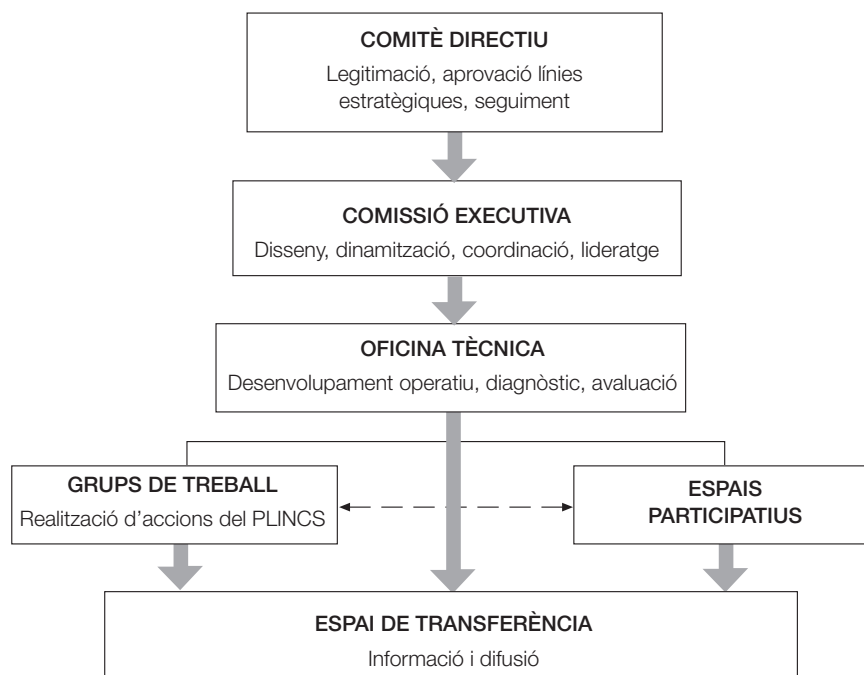 COMITÈ DIRECTIU
Legitimació, aprovació línies
estratègiques, seguiment
COMISSIÓ EXECUTIVA
Disseny, dinamització, coordinació, lideratge
OFICINA TÈCNICA
Desenvolupament operatiu, diagnòstic, avaluació
GRUPS DE TREBALL
Realització d’accions del PLINCS
ESPAIS
PARTICIPATIUS
ESPAI DE TRANSFERÈNCIA
Informació i difusió